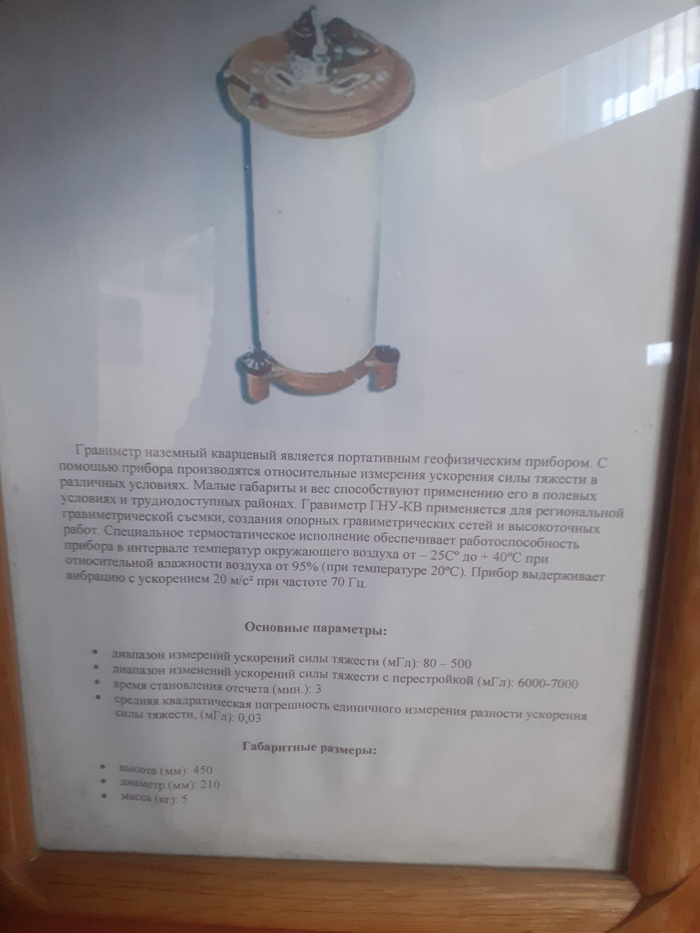 Гравиметр наземный кварцевый является портативным геофизическим прибором. С
помощью прибора производятся относительные измерения ускорения силы тяжести в
различных условиях. Малые габариты и вес способствуют применению его в полевых
условиях и труднодоступных районах. Гравиметр ГНУ-КВ применяется для региональной
гравиметрической съемки, создания опорных гравиметрических сетей и высокоточных
работ. Специальное термостатическое исполнение обеспечивает работоспособность
прибора в интервале температур окружающего воздуха от – 25Cº до + 40ºС при
относительной влажности воздуха от 95% (при температуре 20ºС). Прибор выдерживает
вибрацию с ускорением 20 м/с² при частоте 70 Гц.
Основные параметры:
• диапазон измерений ускорений силы тяжести (мГл): 80 – 500
• диапазон изменений ускорений силы тяжести с перестройкой (мГл): 6000-7000
• время становления отсчета (мин.): 3
• средняя квадратическая погрешность единичного измерения разности ускорения
силы тяжести, (мГл): 0,03
Габаритные размеры:
• высота (мм): 450
• диаметр (мм): 210
• масса (кг): 5